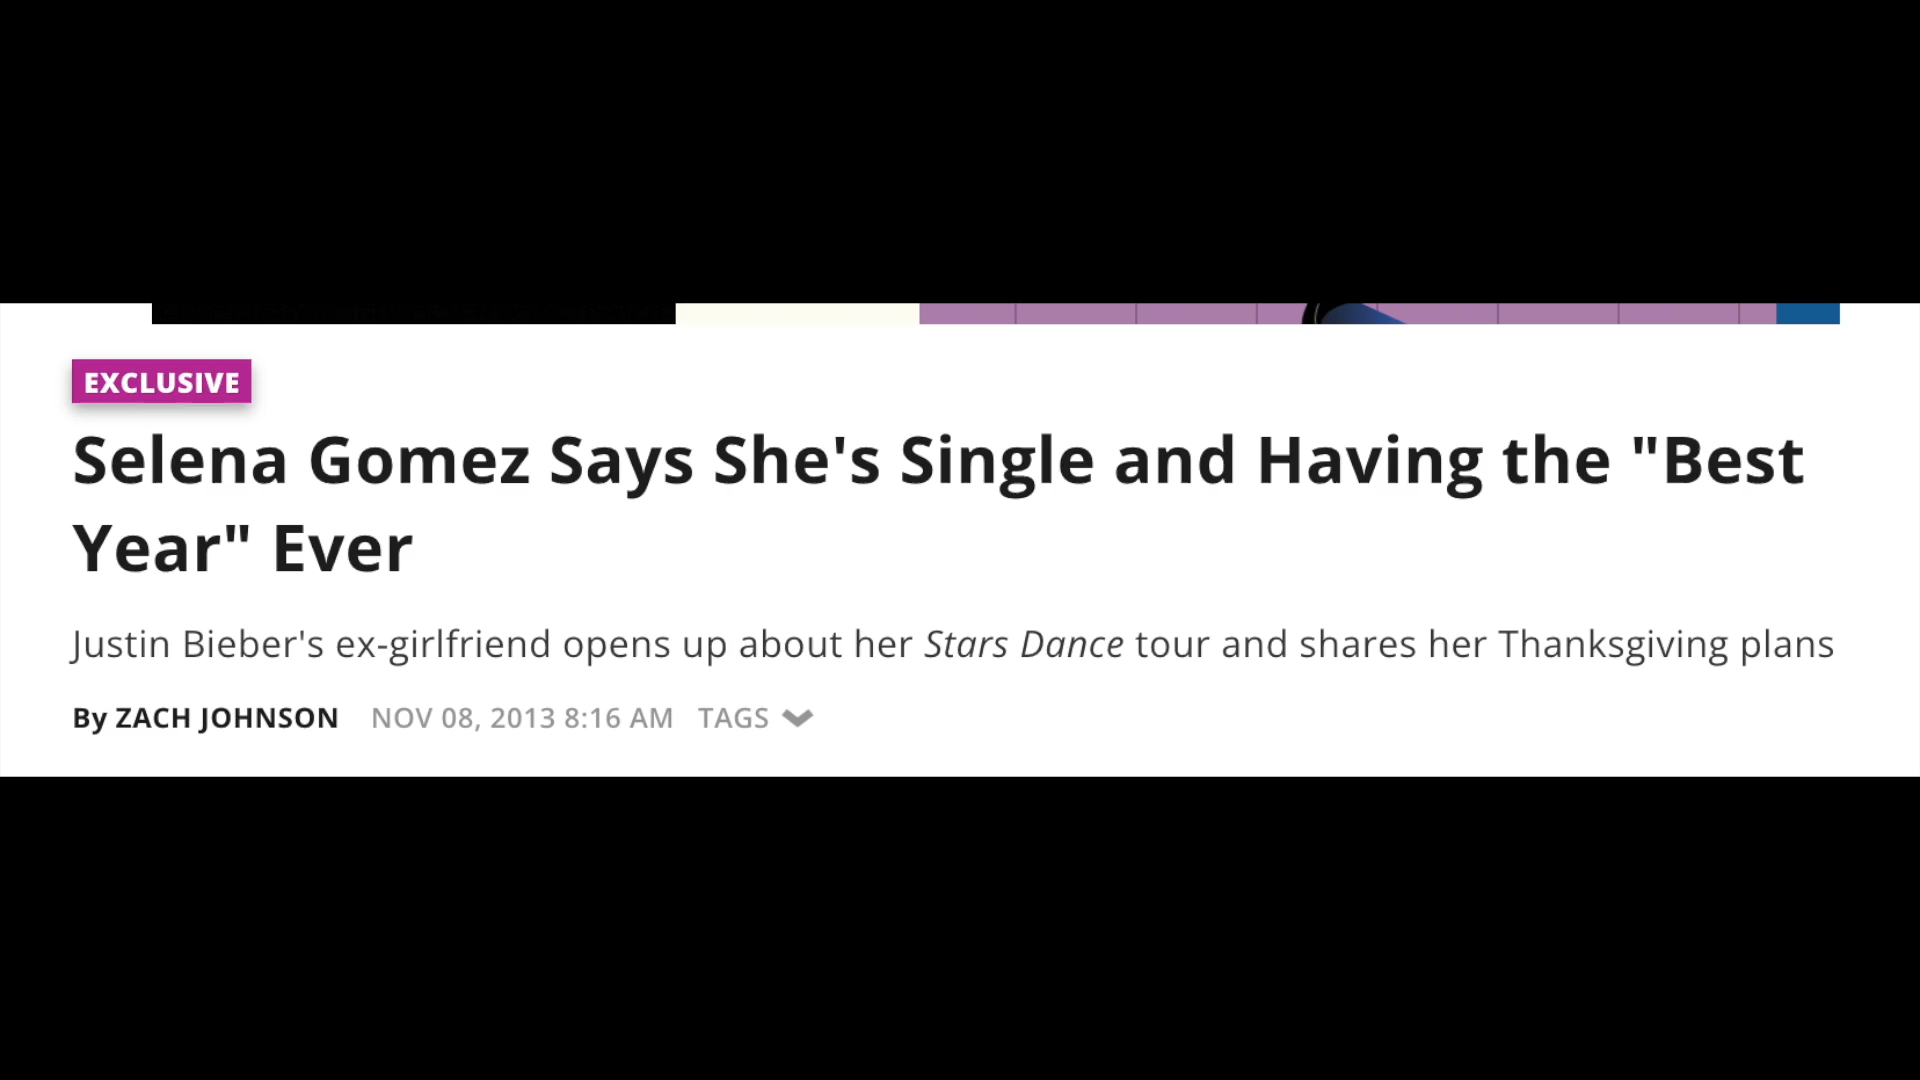 EXCLUSIVE
Selena Gomez Says She's Single and Having the "Best
Year" Ever
Justin Bieber's ex-girlfriend opens up about her Stars Dance tour and shares her Thanksgiving plans
By ZACH JOHNSON NOV 08, 2013 8:16 AM TAGS